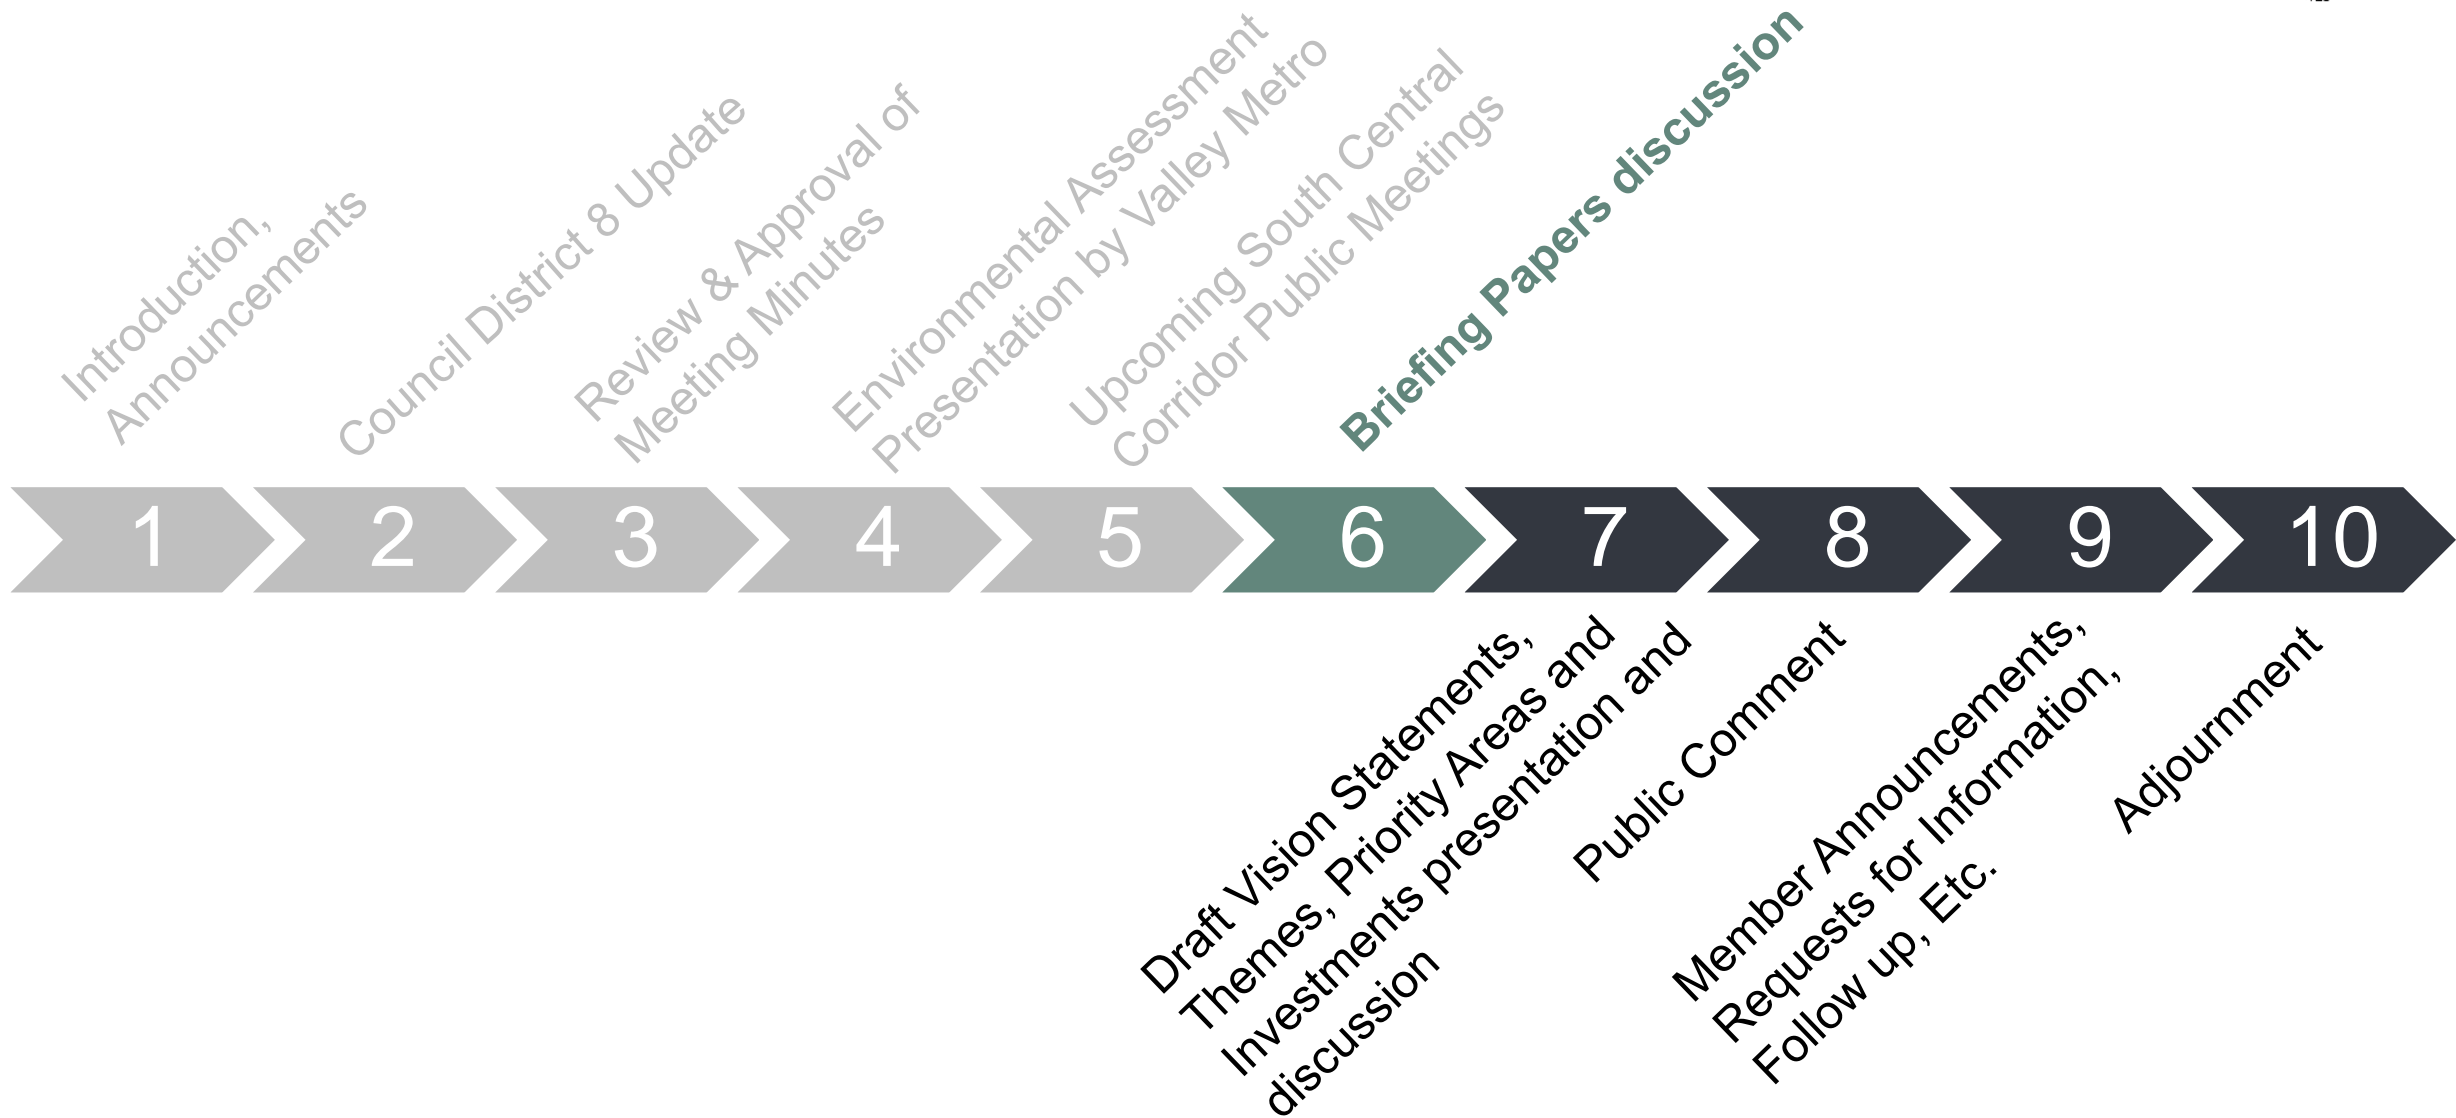 Introduction,
Announcements
Council District 8 Update
Review & Approval of
Meeting Minutes
Environmental Assessment
Presentation by Valley Metro
Upcoming South Central
Corridor Public Meetings
Briefing Papers discussion
1
2
3
4
5
6
7
8
9
10
Draft Vision Statements,
Themes, Priority Areas and
Investments presentation and
discussion
Public Comment
Member Announcements,
Requests for Information,
Follow up, Etc.
Adjournment